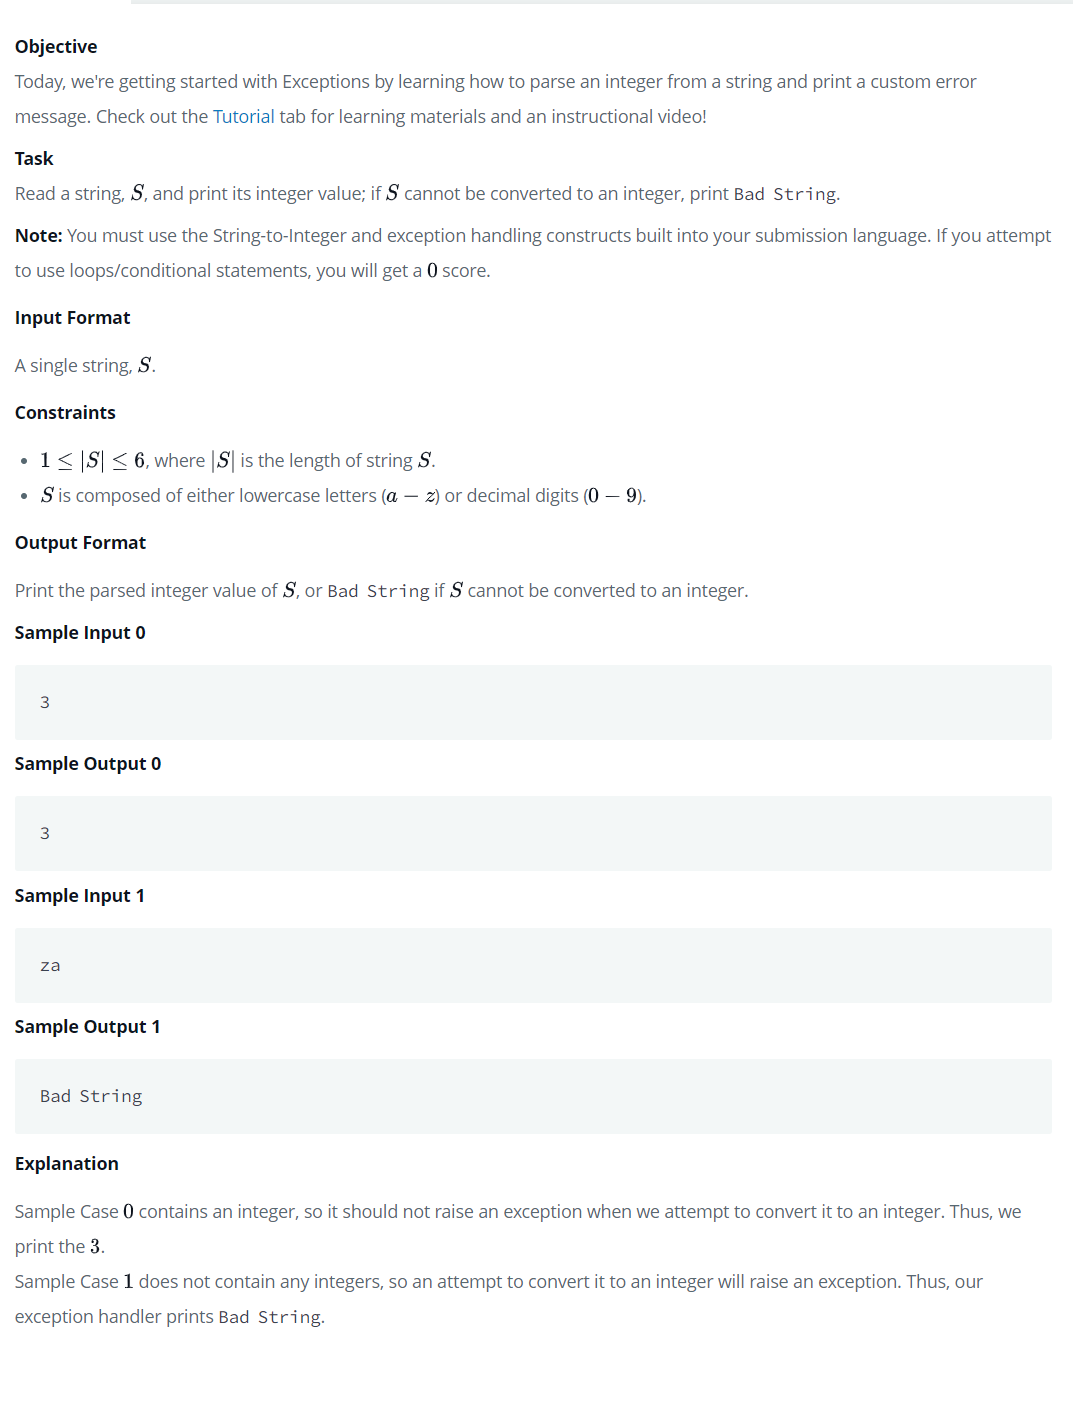 Objective
Today, we're getting started with Exceptions by learning how to parse an integer from a string and print a custom error
message. Check out the Tutorial tab for learning materials and an instructional video!
Task
Read a string, S, and print its integer value; if S cannot be converted to an integer, print Bad String.
Note: You must use the String-to-Integer and exception handling constructs built into your submission language. If you attempt
to use loops/conditional statements, you will get a 0 score.
Input Format
A single string, S.
Constraints
• 1 ≤ |S| ≤ 6, where |S| is the length of string S.
• S is composed of either lowercase letters (a − z) or decimal digits (0 − 9).
Output Format
Print the parsed integer value of S, or Bad String if S cannot be converted to an integer.
Sample Input 0
3
Sample Output 0
3
Sample Input 1
za
Sample Output 1
Bad String
Explanation
Sample Case 0 contains an integer, so it should not raise an exception when we attempt to convert it to an integer. Thus, we
print the 3.
Sample Case 1 does not contain any integers, so an attempt to convert it to an integer will raise an exception. Thus, our
exception handler prints Bad String.